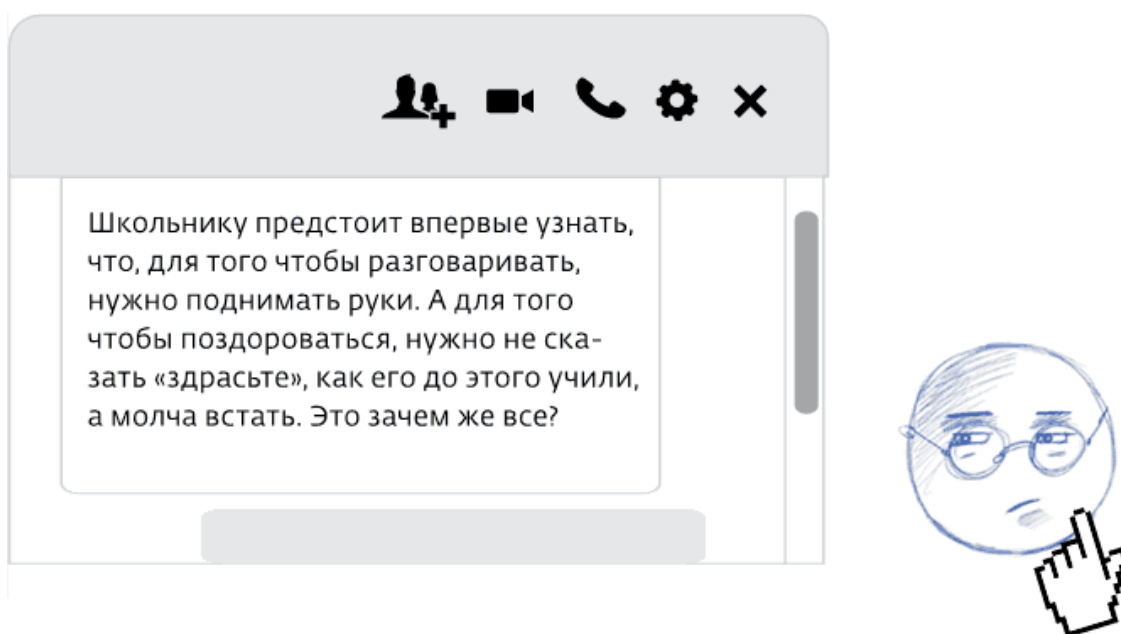 Школьнику предстоит впервые узнать,
что, для того чтобы разговаривать,
нужно поднимать руки. А для того
чтобы поздороваться, нужно не ска-
зать «здрасьте», как его до этого учили,
а молча встать. Это зачем же все?